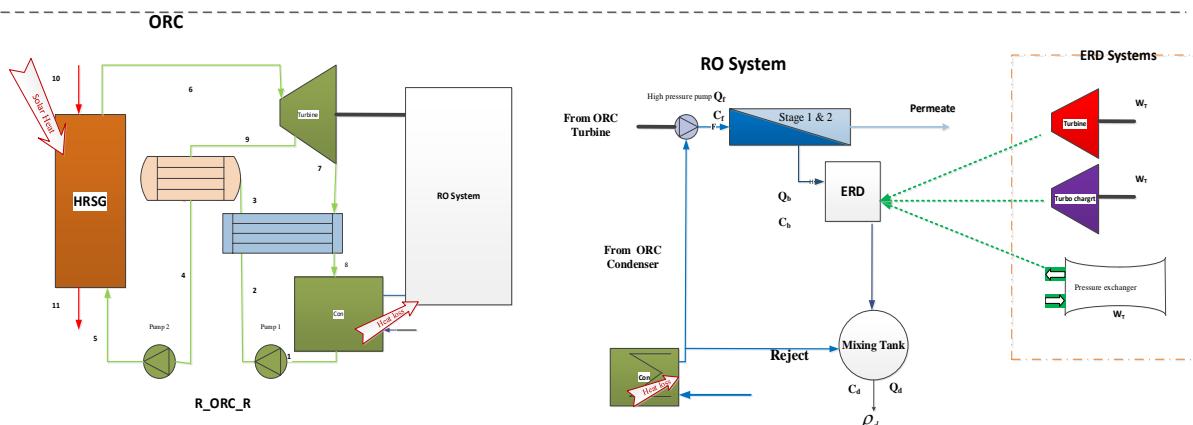 ORC
10
Solar Heat
6
Turbine
9
7
HRSG
3
RO System
4
8
2
11
Con
Heat loss
5
Pump 2
Pump 1
1
R_ORC_R
RO System
ERD Systems
High pressure pump Q_f
C_f
From ORC
Turbine
Stage 1 & 2
Permeate
Turbine
W_T
ERD
Q_b
C_b
Turbo chargrt
W_T
From ORC
Condenser
Pressure exchanger
W_T
Con
Heat loss
Reject
Mixing Tank
C_d
Q_d
ρ_d